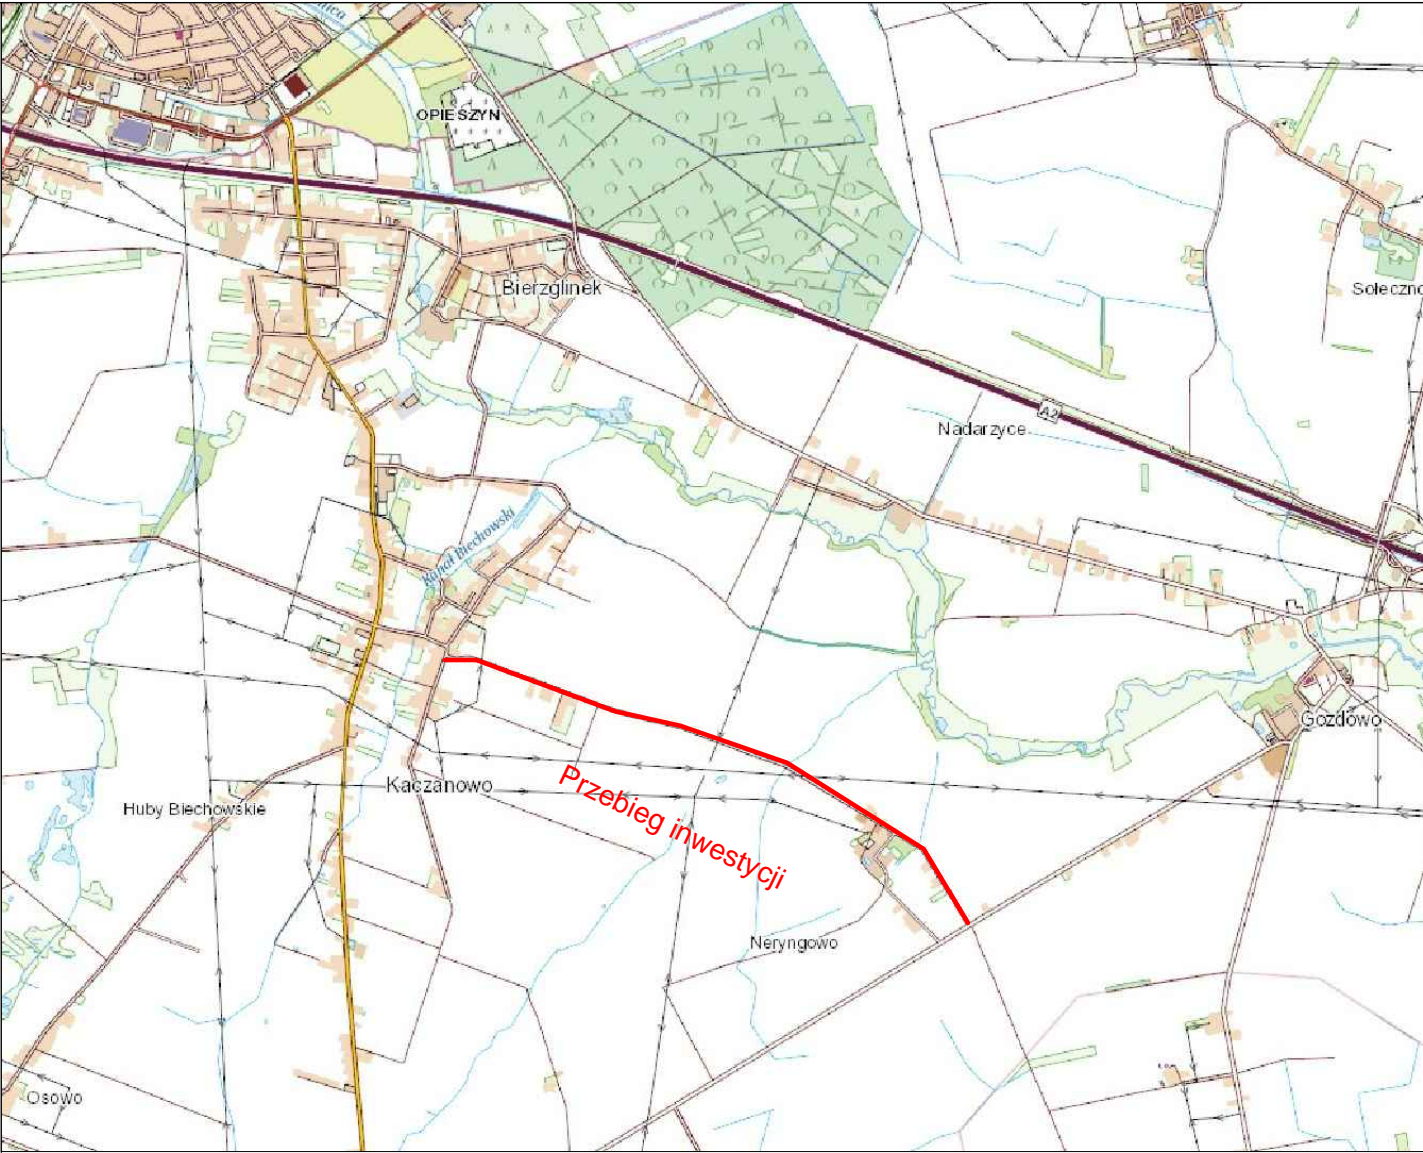 OPIESZYN
Bierzglinek
Sołeczno
A2
Nadarzyce
Kanał Biechowski
Gozdowo
Kaczanowo
Przebieg inwestycji
Huby Biechowskie
Neryngowo
Osowo